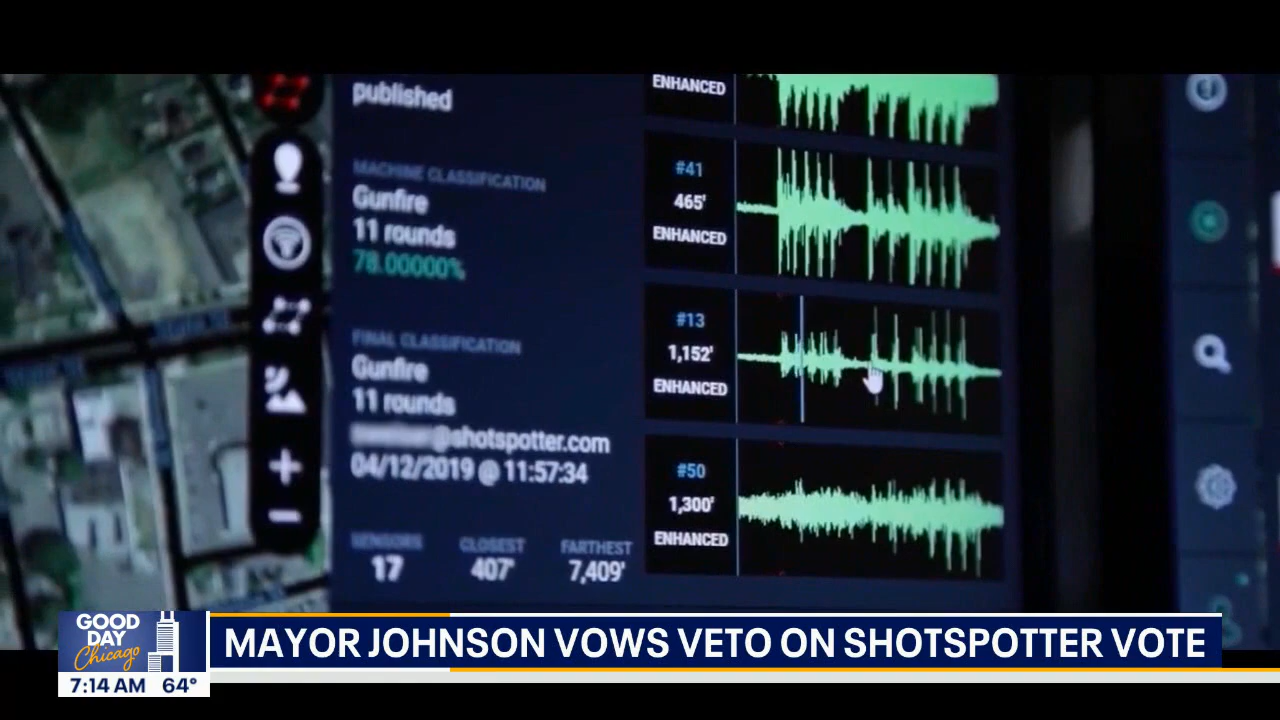 published
MACHINE CLASSIFICATION
Gunfire
11 rounds
78.00000%
FINAL CLASSIFICATION
Gunfire
11 rounds
@shotspotter.com
04/12/2019 @ 11:57:34
SENSORS
17
CLOSEST
407'
FARTHEST
7,409'
ENHANCED
#41
465'
ENHANCED
#13
1,152'
ENHANCED
#50
1,300'
ENHANCED
GOOD
DAY
Chicago
7:14 AM 64°
MAYOR JOHNSON VOWS VETO ON SHOTSPOTTER VOTE